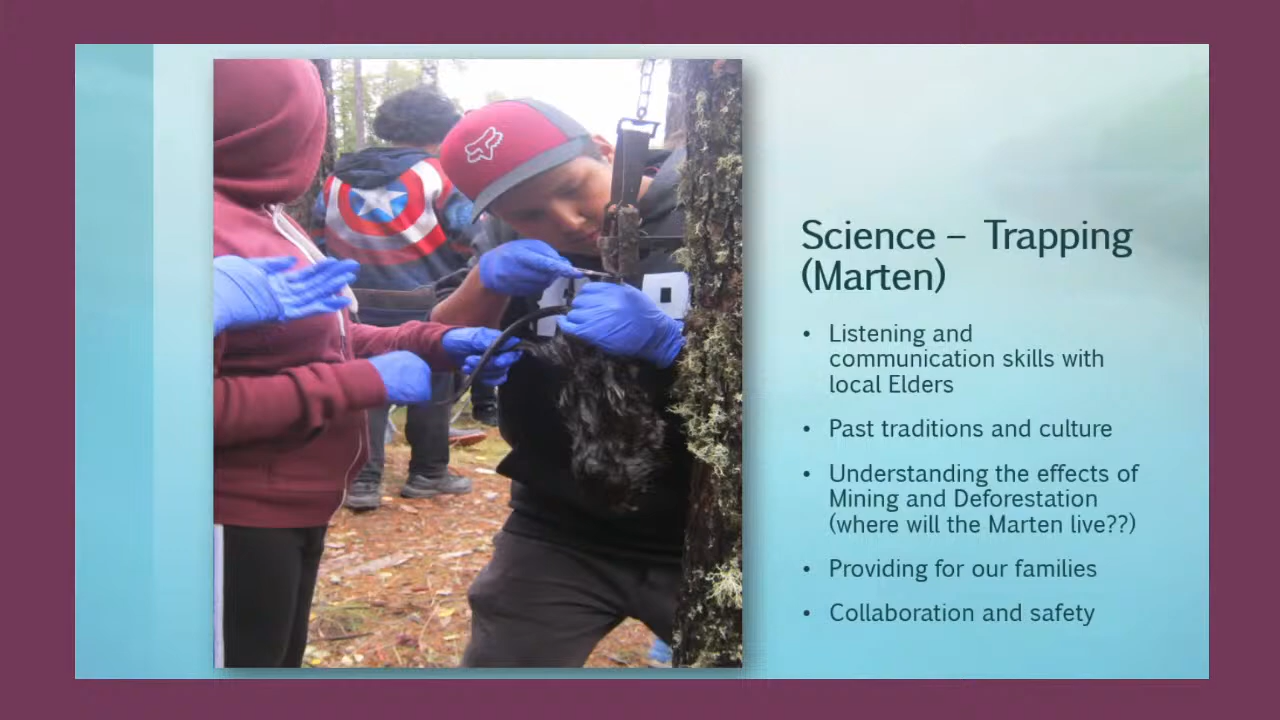 Science – Trapping
(Marten)
• Listening and
communication skills with
local Elders
• Past traditions and culture
• Understanding the effects of
Mining and Deforestation
(where will the Marten live??)
• Providing for our families
• Collaboration and safety